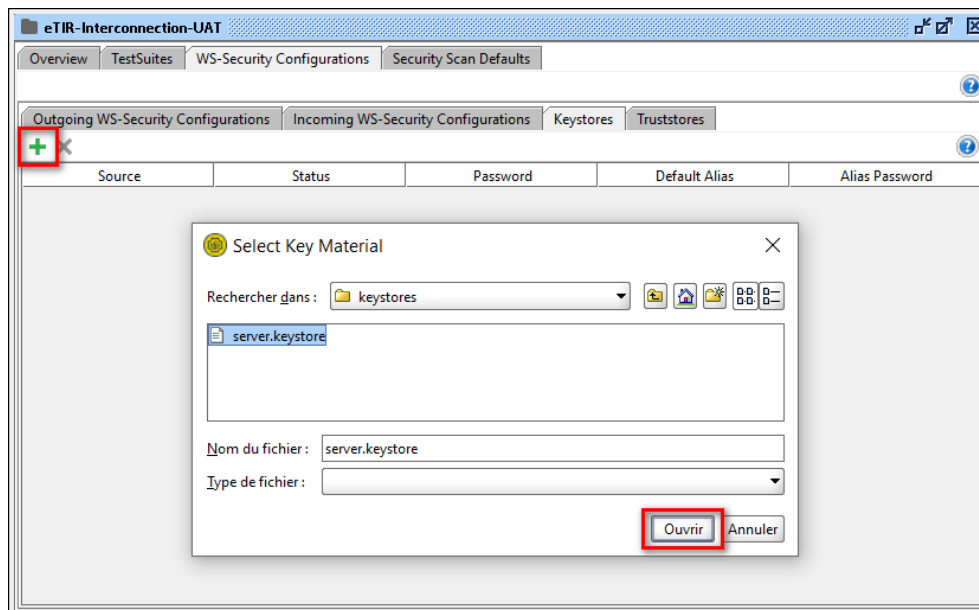 eTIR-Interconnection-UAT
Overview TestSuites WS-Security Configurations Security Scan Defaults
Outgoing WS-Security Configurations Incoming WS-Security Configurations Keystores Truststores
Source Status Password Default Alias Alias Password
Select Key Material
Rechercher dans : keystores
server.keystore
Nom du fichier : server.keystore
Type de fichier :
Ouvrir Annuler